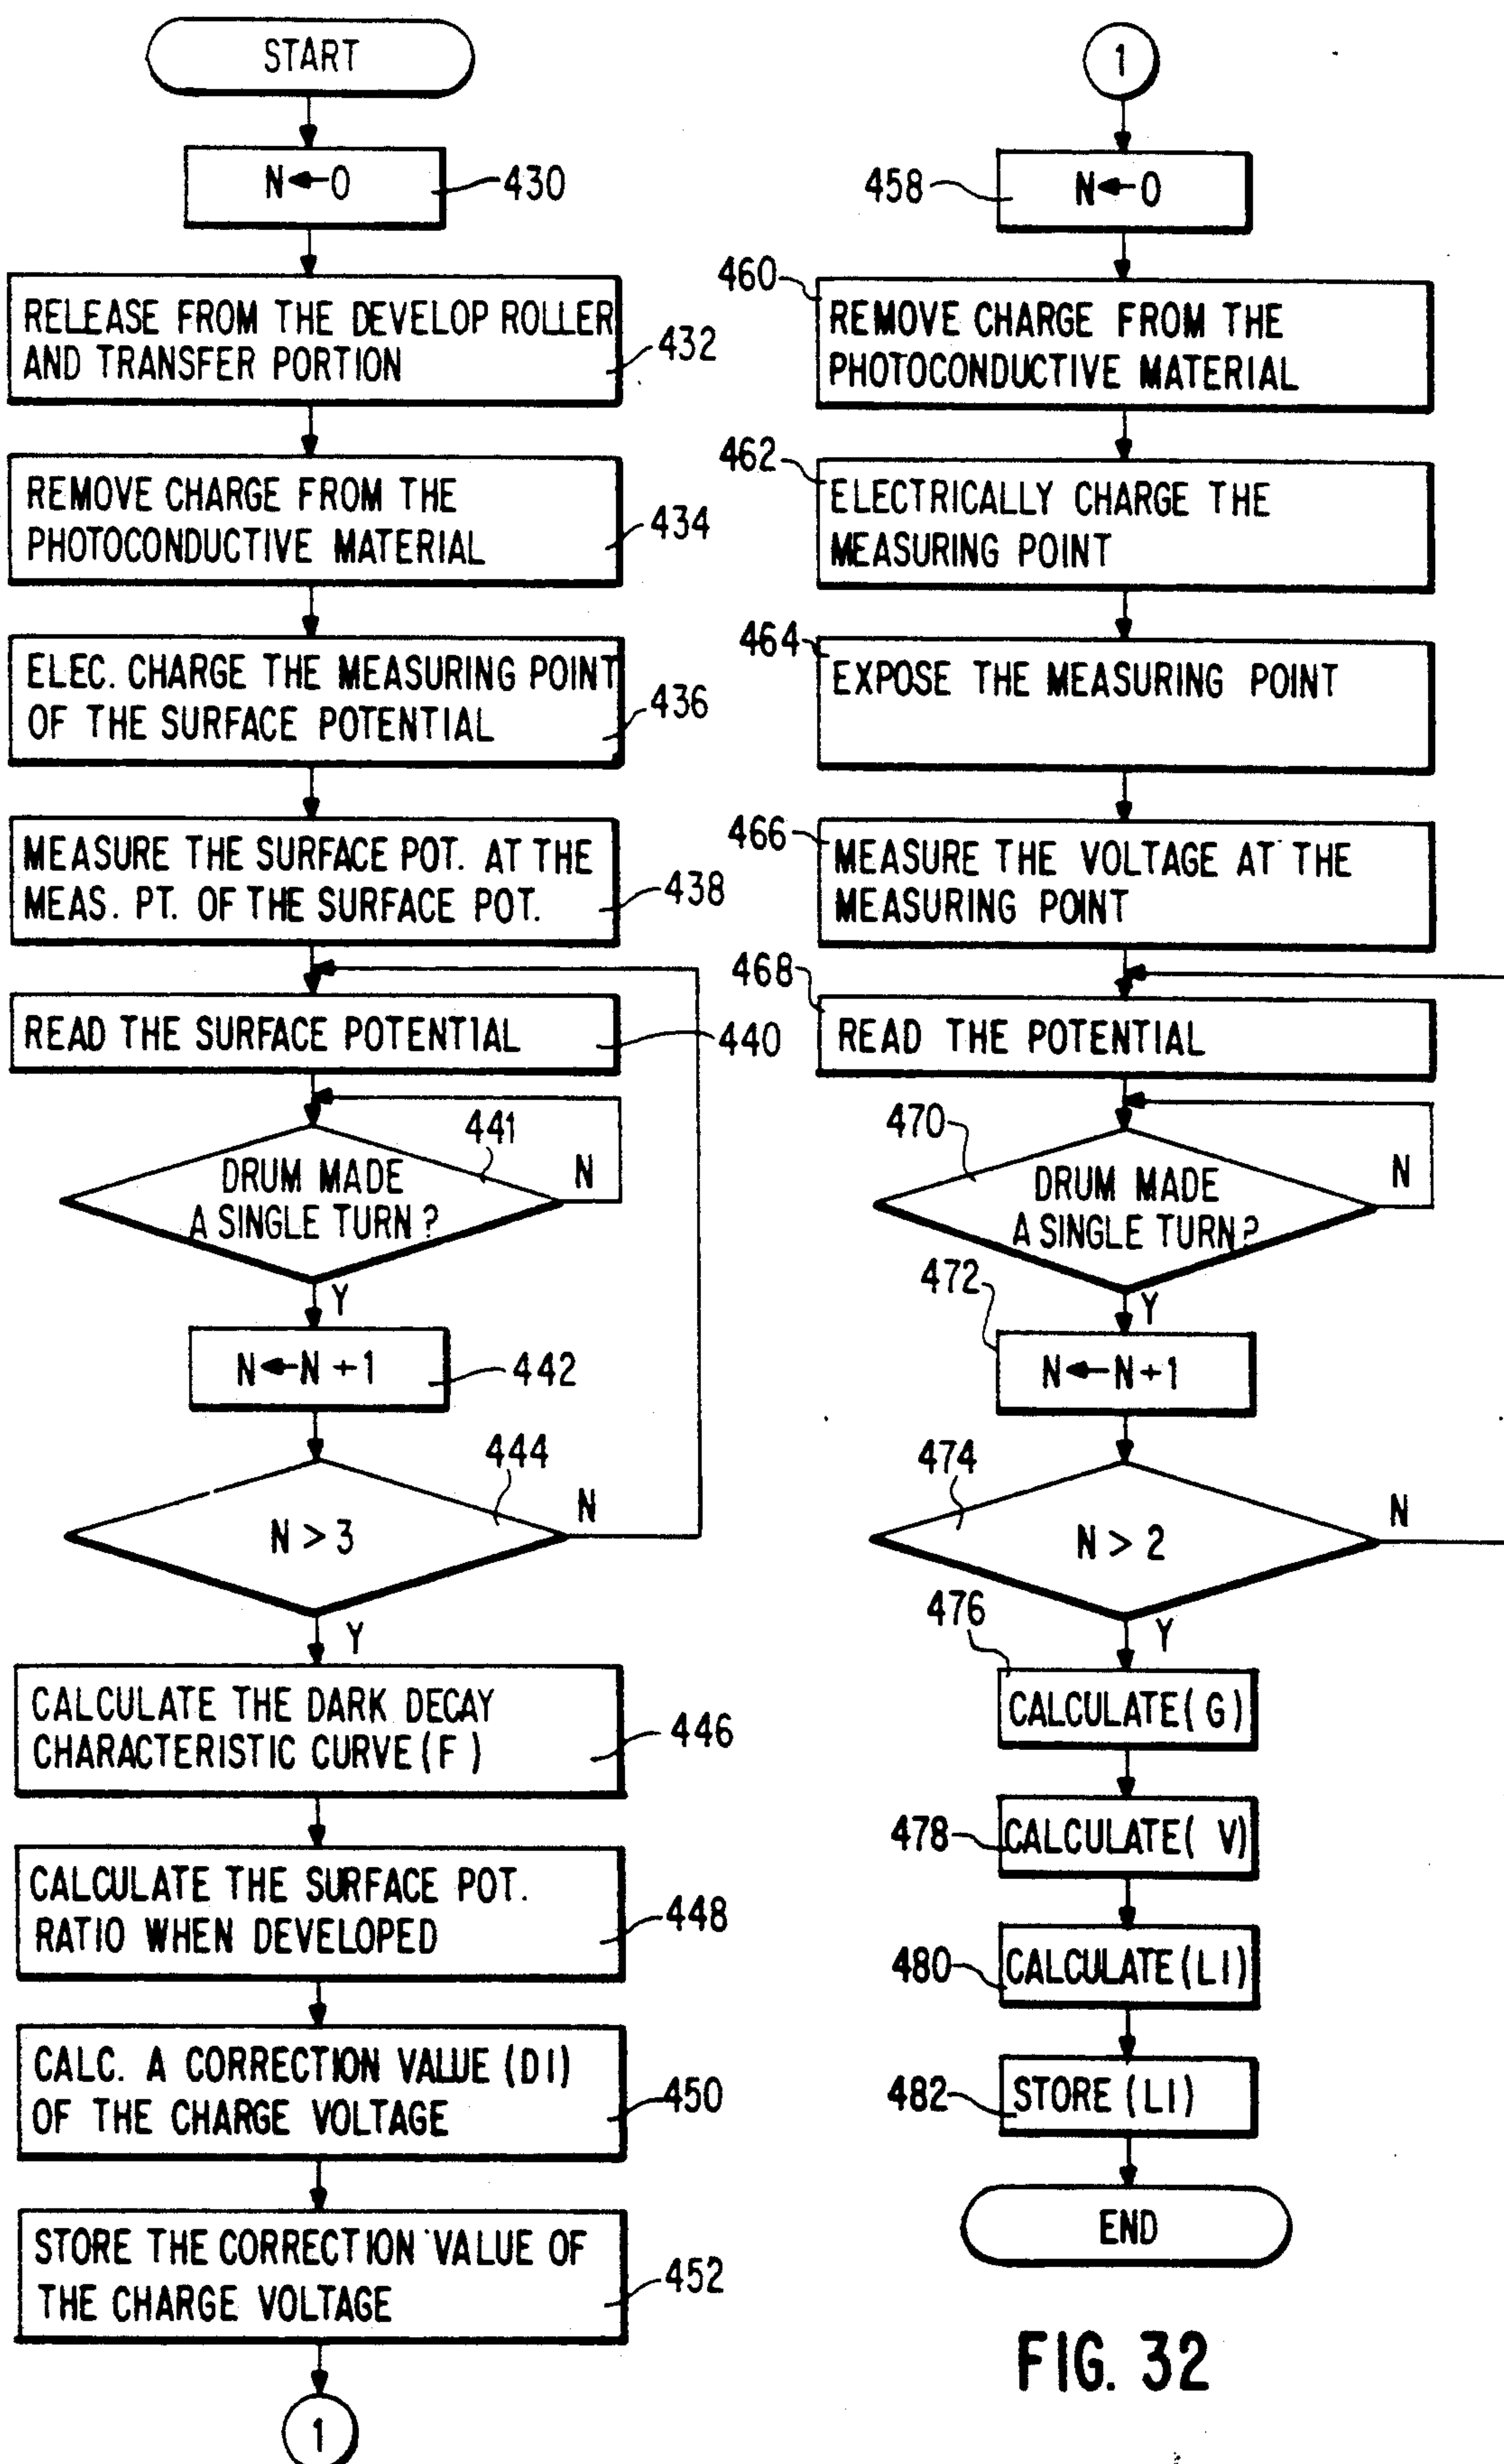 START
N←0
430
RELEASE FROM THE DEVELOP ROLLER
AND TRANSFER PORTION
432
REMOVE CHARGE FROM THE
PHOTOCONDUCTIVE MATERIAL
434
ELEC. CHARGE THE MEASURING POINT
OF THE SURFACE POTENTIAL
436
MEASURE THE SURFACE POT. AT THE
MEAS. PT. OF THE SURFACE POT.
438
READ THE SURFACE POTENTIAL
440
441
DRUM MADE
A SINGLE TURN?
N
Y
N←N+1
442
444
N > 3
N
Y
CALCULATE THE DARK DECAY
CHARACTERISTIC CURVE (F)
446
CALCULATE THE SURFACE POT.
RATIO WHEN DEVELOPED
448
CALC. A CORRECTION VALUE (DI)
OF THE CHARGE VOLTAGE
450
STORE THE CORRECTION VALUE OF
THE CHARGE VOLTAGE
452
1
1
458
N←0
460
REMOVE CHARGE FROM THE
PHOTOCONDUCTIVE MATERIAL
462
ELECTRICALLY CHARGE THE
MEASURING POINT
464
EXPOSE THE MEASURING POINT
466
MEASURE THE VOLTAGE AT THE
MEASURING POINT
468
READ THE POTENTIAL
470
DRUM MADE
A SINGLE TURN?
N
Y
472
N←N+1
474
N > 2
N
Y
476
CALCULATE (G)
478
CALCULATE ( V)
480
CALCULATE (LI)
482
STORE (LI)
END
FIG. 32